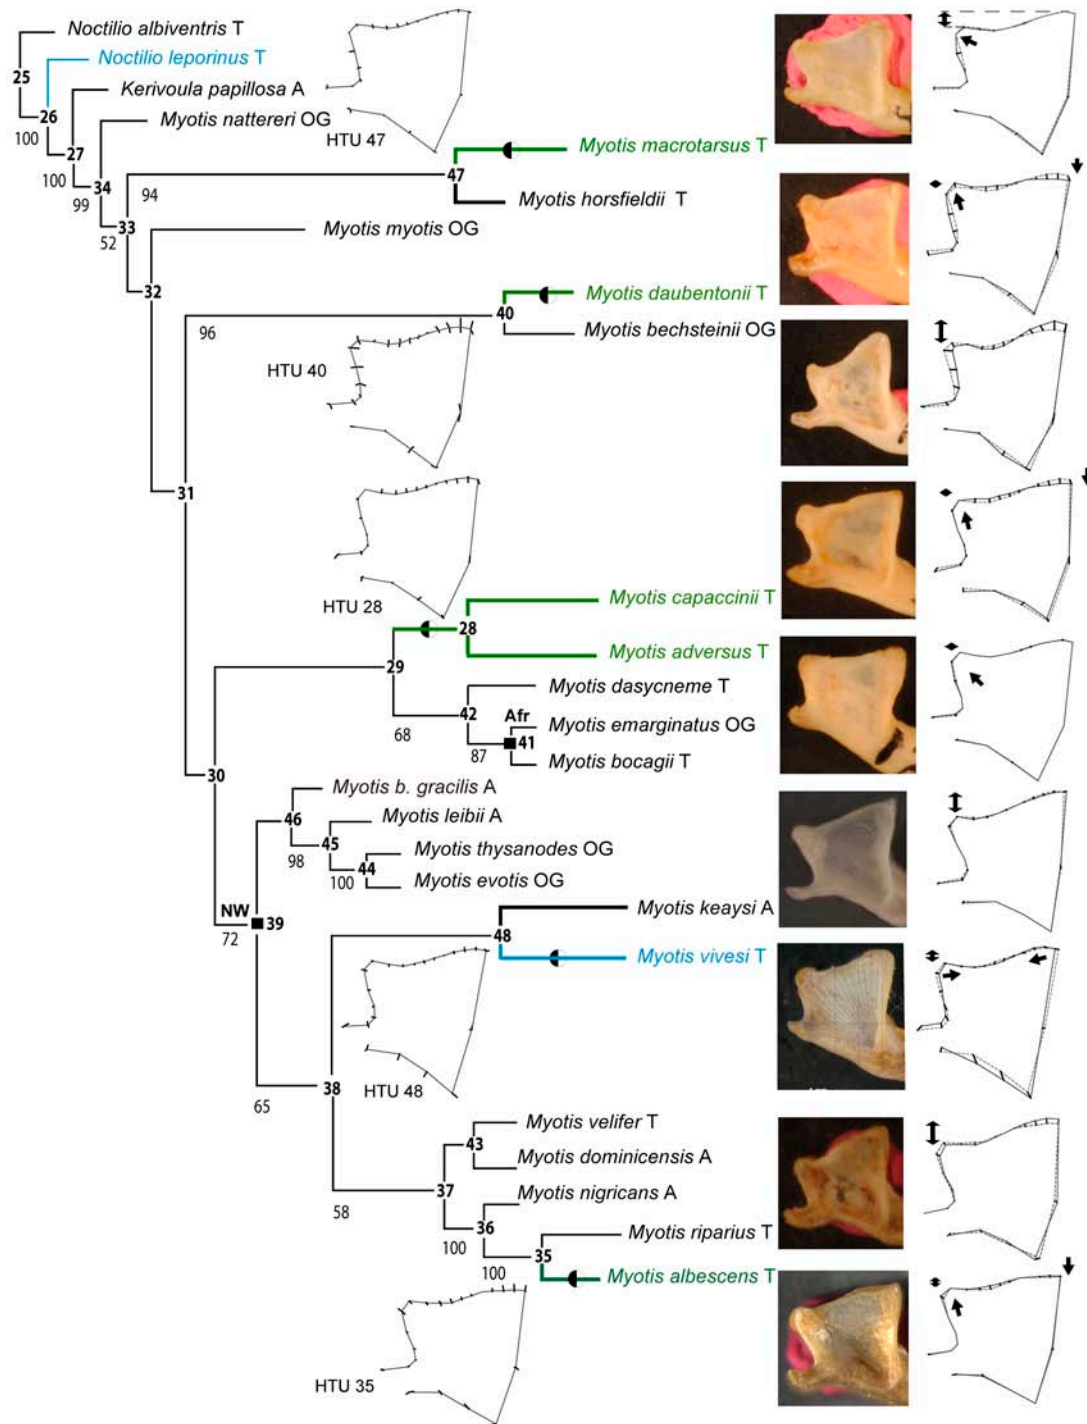 Noctilio albiventris T
25
Noctilio leporinus T
Kerivoula papillosa A
26
100
Myotis nattereri OG
HTU 47
27
100
Myotis macrotarsus T
47
34
94
99
Myotis horsfieldii T
33
52
Myotis myotis OG
32
Myotis daubentonii T
40
96
Myotis bechsteinii OG
HTU 40
31
HTU 28
Myotis capaccinii T
28
Myotis adversus T
29
Myotis dasycneme T
42
Afr
68
Myotis emarginatus OG
41
87
Myotis bocagii T
30
Myotis b. gracilis A
46
Myotis leibii A
45
98
Myotis thysanodes OG
44
100
Myotis evotis OG
NW
39
72
Myotis keaysi A
48
Myotis vivesi T
38
HTU 48
65
Myotis velifer T
43
Myotis dominicensis A
37
Myotis nigricans A
58
36
Myotis riparius T
100
35
100
Myotis albescens T
HTU 35